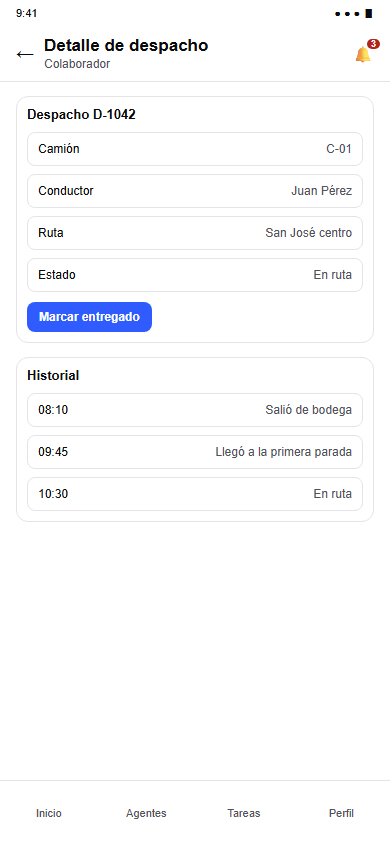 9:41
← Detalle de despacho
Colaborador
3
Despacho D-1042
Camión C-01
Conductor Juan Pérez
Ruta San José centro
Estado En ruta
Marcar entregado
Historial
08:10 Salió de bodega
09:45 Llegó a la primera parada
10:30 En ruta
Inicio Agentes Tareas Perfil